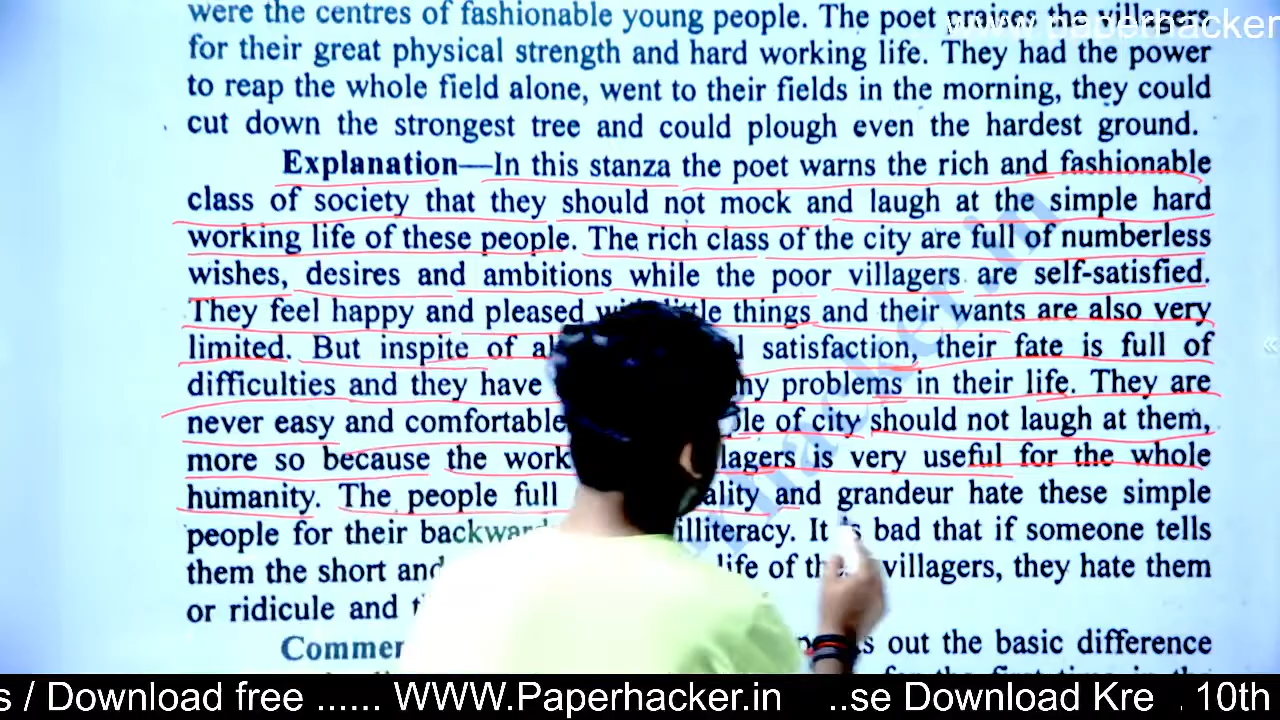 were the centres of fashionable young people. The poet praises the villagers
www.paperhacker
for their great physical strength and hard working life. They had the power
to reap the whole field alone, went to their fields in the morning, they could
cut down the strongest tree and could plough even the hardest ground.
Explanation—In this stanza the poet warns the rich and fashionable
class of society that they should not mock and laugh at the simple hard
working life of these people. The rich class of the city are full of numberless
wishes, desires and ambitions while the poor villagers are self-satisfied.
They feel happy and pleased things and their wants are also very
limited. But inspite of satisfaction, their fate is full of
difficulties and they have problems in their life. They are
never easy and comfortable of city should not laugh at them,
more so because the work is very useful for the whole
humanity. The people full and grandeur hate these simple
people for their illiteracy. It is bad that if someone tells
them the short and life of villagers, they hate them
or ridicule and
out the basic difference
s / Download free ...... WWW.Paperhacker.in ..se Download Kre . 10th